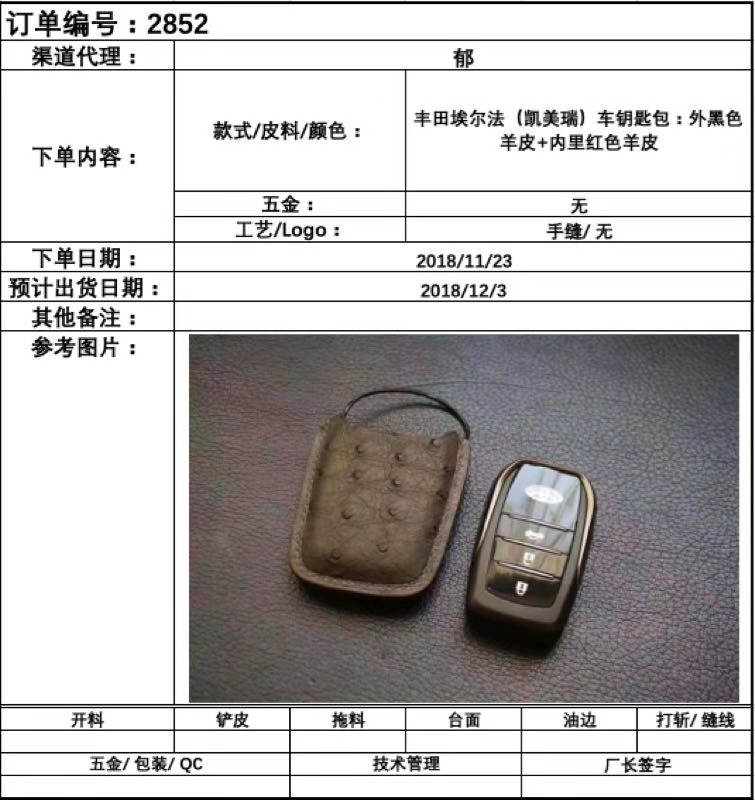 订单编号：2852
渠道代理：
郁
下单内容：
款式/皮料/颜色：
丰田埃尔法（凯美瑞）车钥匙包：外黑色
羊皮+内里红色羊皮
五金：
无
工艺/Logo：
手缝/ 无
下单日期：
2018/11/23
预计出货日期：
2018/12/3
其他备注：
参考图片：
开料
铲皮
拖料
台面
油边
打斩/ 缝线
五金/ 包装/ QC
技术管理
厂长签字